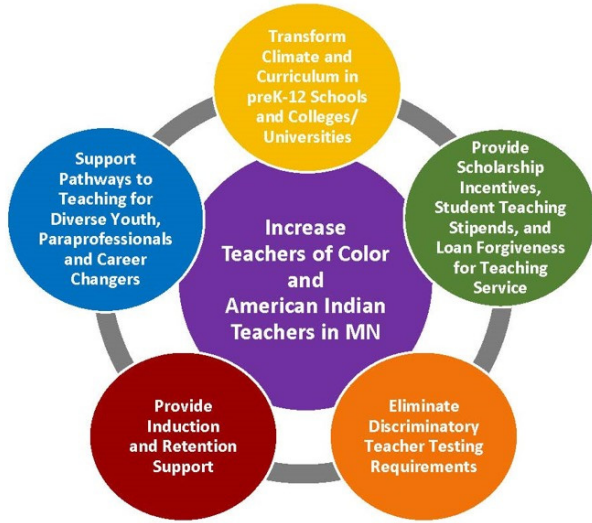 Transform
Climate and
Curriculum in
preK-12 Schools
and Colleges/
Universities
Support
Pathways to
Teaching for
Diverse Youth,
Paraprofessionals
and Career
Changers
Provide
Scholarship
Incentives,
Student Teaching
Stipends, and
Loan Forgiveness
for Teaching
Service
Increase
Teachers of Color
and
American Indian
Teachers in MN
Provide
Induction
and Retention
Support
Eliminate
Discriminatory
Teacher Testing
Requirements